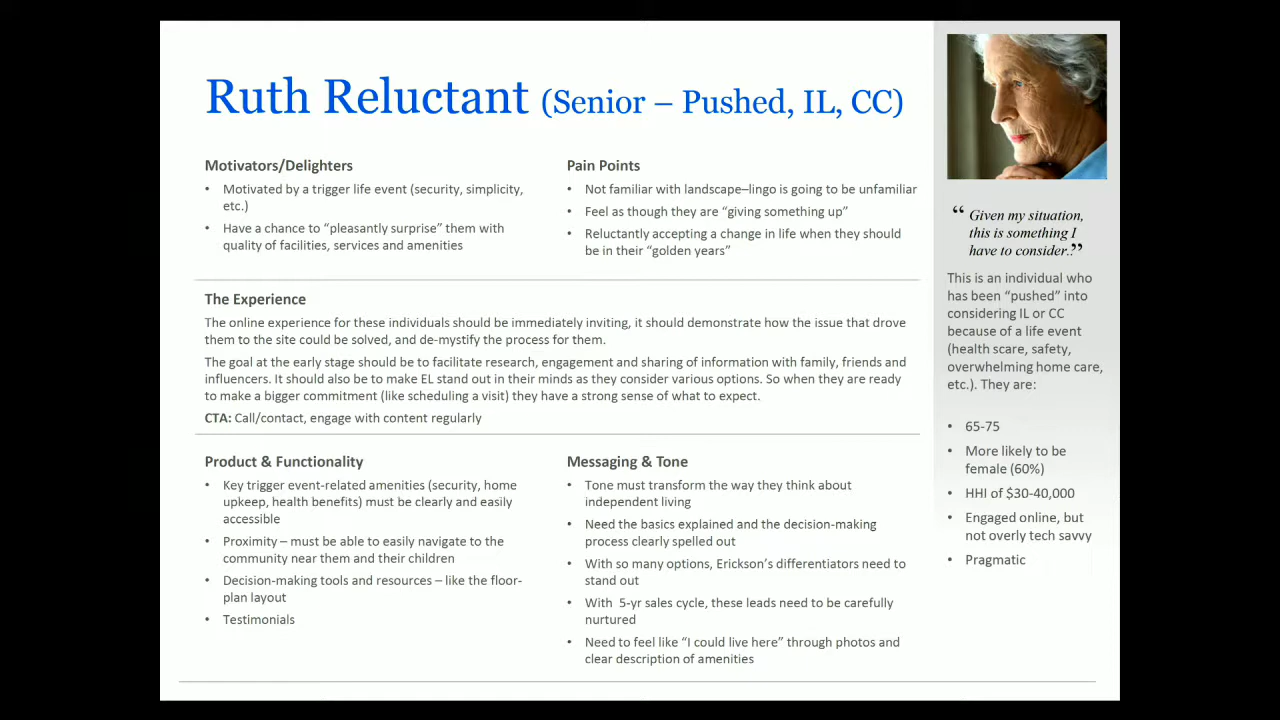 Ruth Reluctant (Senior – Pushed, IL, CC)
Motivators/Delighters
• Motivated by a trigger life event (security, simplicity,
etc.)
• Have a chance to “pleasantly surprise” them with
quality of facilities, services and amenities
Pain Points
• Not familiar with landscape–lingo is going to be unfamiliar
• Feel as though they are “giving something up”
• Reluctantly accepting a change in life when they should
be in their “golden years”
The Experience
The online experience for these individuals should be immediately inviting, it should demonstrate how the issue that drove
them to the site could be solved, and de-mystify the process for them.
The goal at the early stage should be to facilitate research, engagement and sharing of information with family, friends and
influencers. It should also be to make EL stand out in their minds as they consider various options. So when they are ready
to make a bigger commitment (like scheduling a visit) they have a strong sense of what to expect.
CTA: Call/contact, engage with content regularly
Product & Functionality
• Key trigger event-related amenities (security, home
upkeep, health benefits) must be clearly and easily
accessible
• Proximity – must be able to easily navigate to the
community near them and their children
• Decision-making tools and resources – like the floor-
plan layout
• Testimonials
Messaging & Tone
• Tone must transform the way they think about
independent living
• Need the basics explained and the decision-making
process clearly spelled out
• With so many options, Erickson’s differentiators need to
stand out
• With 5-yr sales cycle, these leads need to be carefully
nurtured
• Need to feel like “I could live here” through photos and
clear description of amenities
“ Given my situation,
this is something I
have to consider.”
This is an individual who
has been “pushed” into
considering IL or CC
because of a life event
(health scare, safety,
overwhelming home care,
etc.). They are:
• 65-75
• More likely to be
female (60%)
• HHI of $30-40,000
• Engaged online, but
not overly tech savvy
• Pragmatic